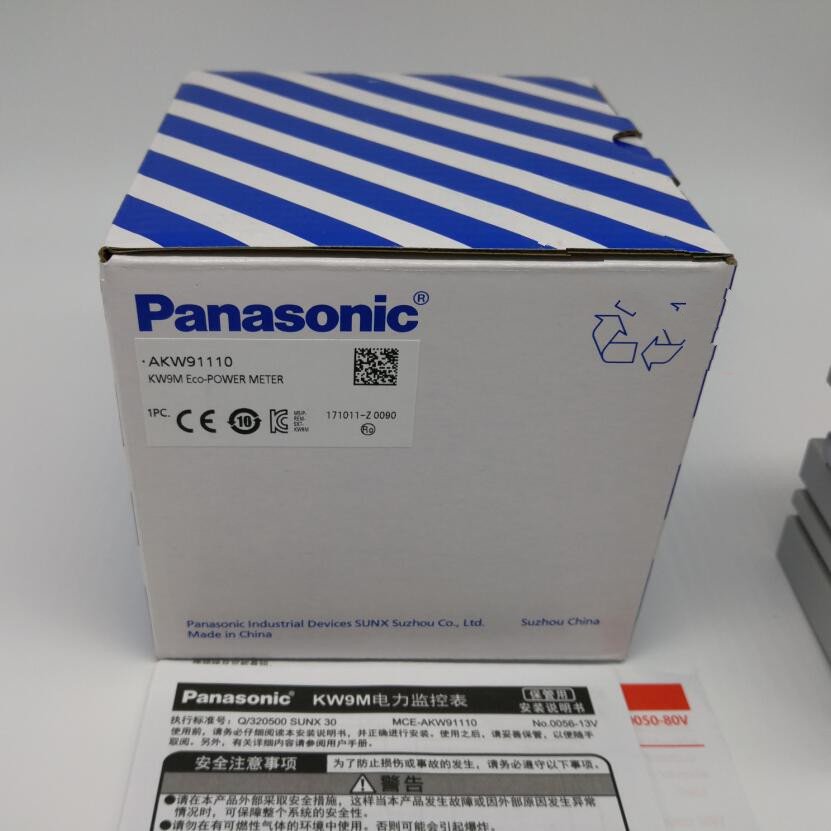 Panasonic®
·AKW91110
KW9M Eco-POWER METER
1PC. CE 10 MSIP-
REM-
SXT-
KW9M
171011-Z 0090
Panasonic Industrial Devices SUNX Suzhou Co., Ltd. Suzhou China
Made in China
Panasonic® KW9M电力监控表 保管用
安装说明书
执行标准号：Q/320500 SUNX 30 MCE-AKW91110 No.0056-13V
使用前，请务必仔细阅读本安装说明书，并正确进行安装。使用之后，请妥善保管，以便随手
取阅。另外，有关详细内容请参阅用户手册。
安全注意事项 为了防止损伤或事故的发生，请务必遵守以下事项。
警告
●请在本产品外部采取安全措施，这样当本产品发生故障或因外部原因发生异常
情况时，可保障整个系统的安全性。
●请勿在有可燃性气体的环境中使用。否则可能会引起爆炸。
0050-80V